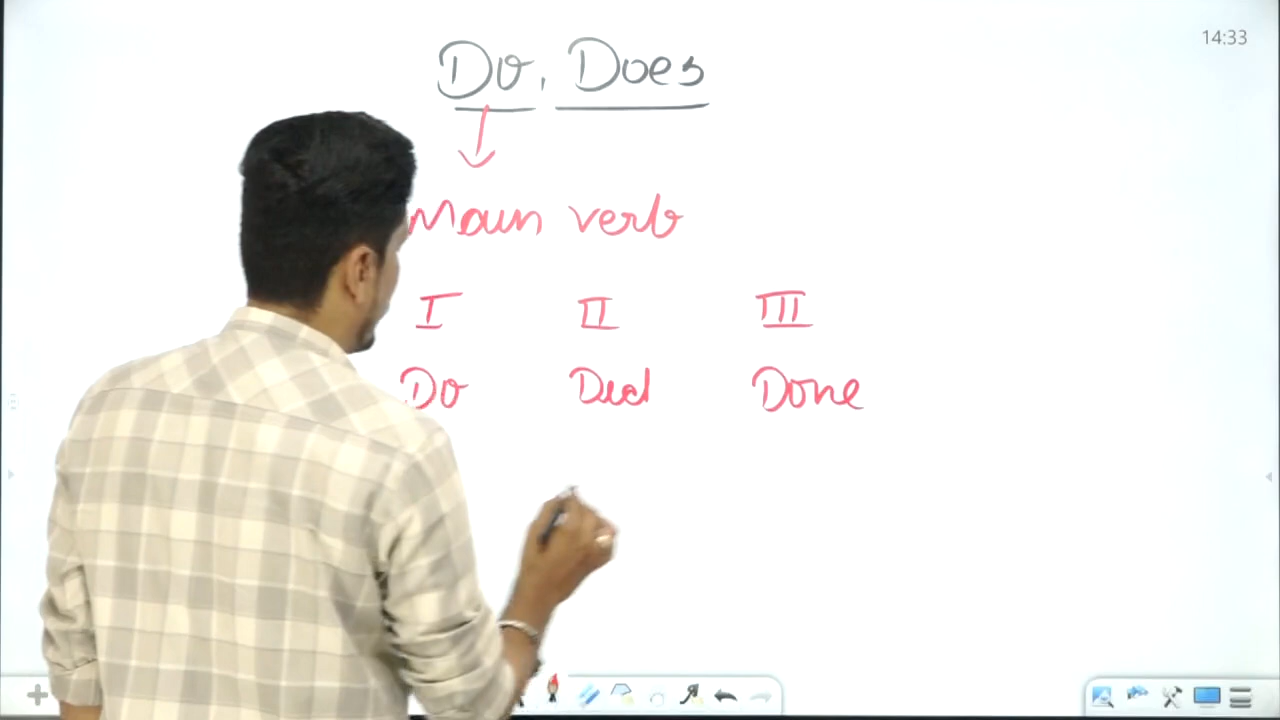 14:33
Do, Does
Main verb
I II III
Do Did Done